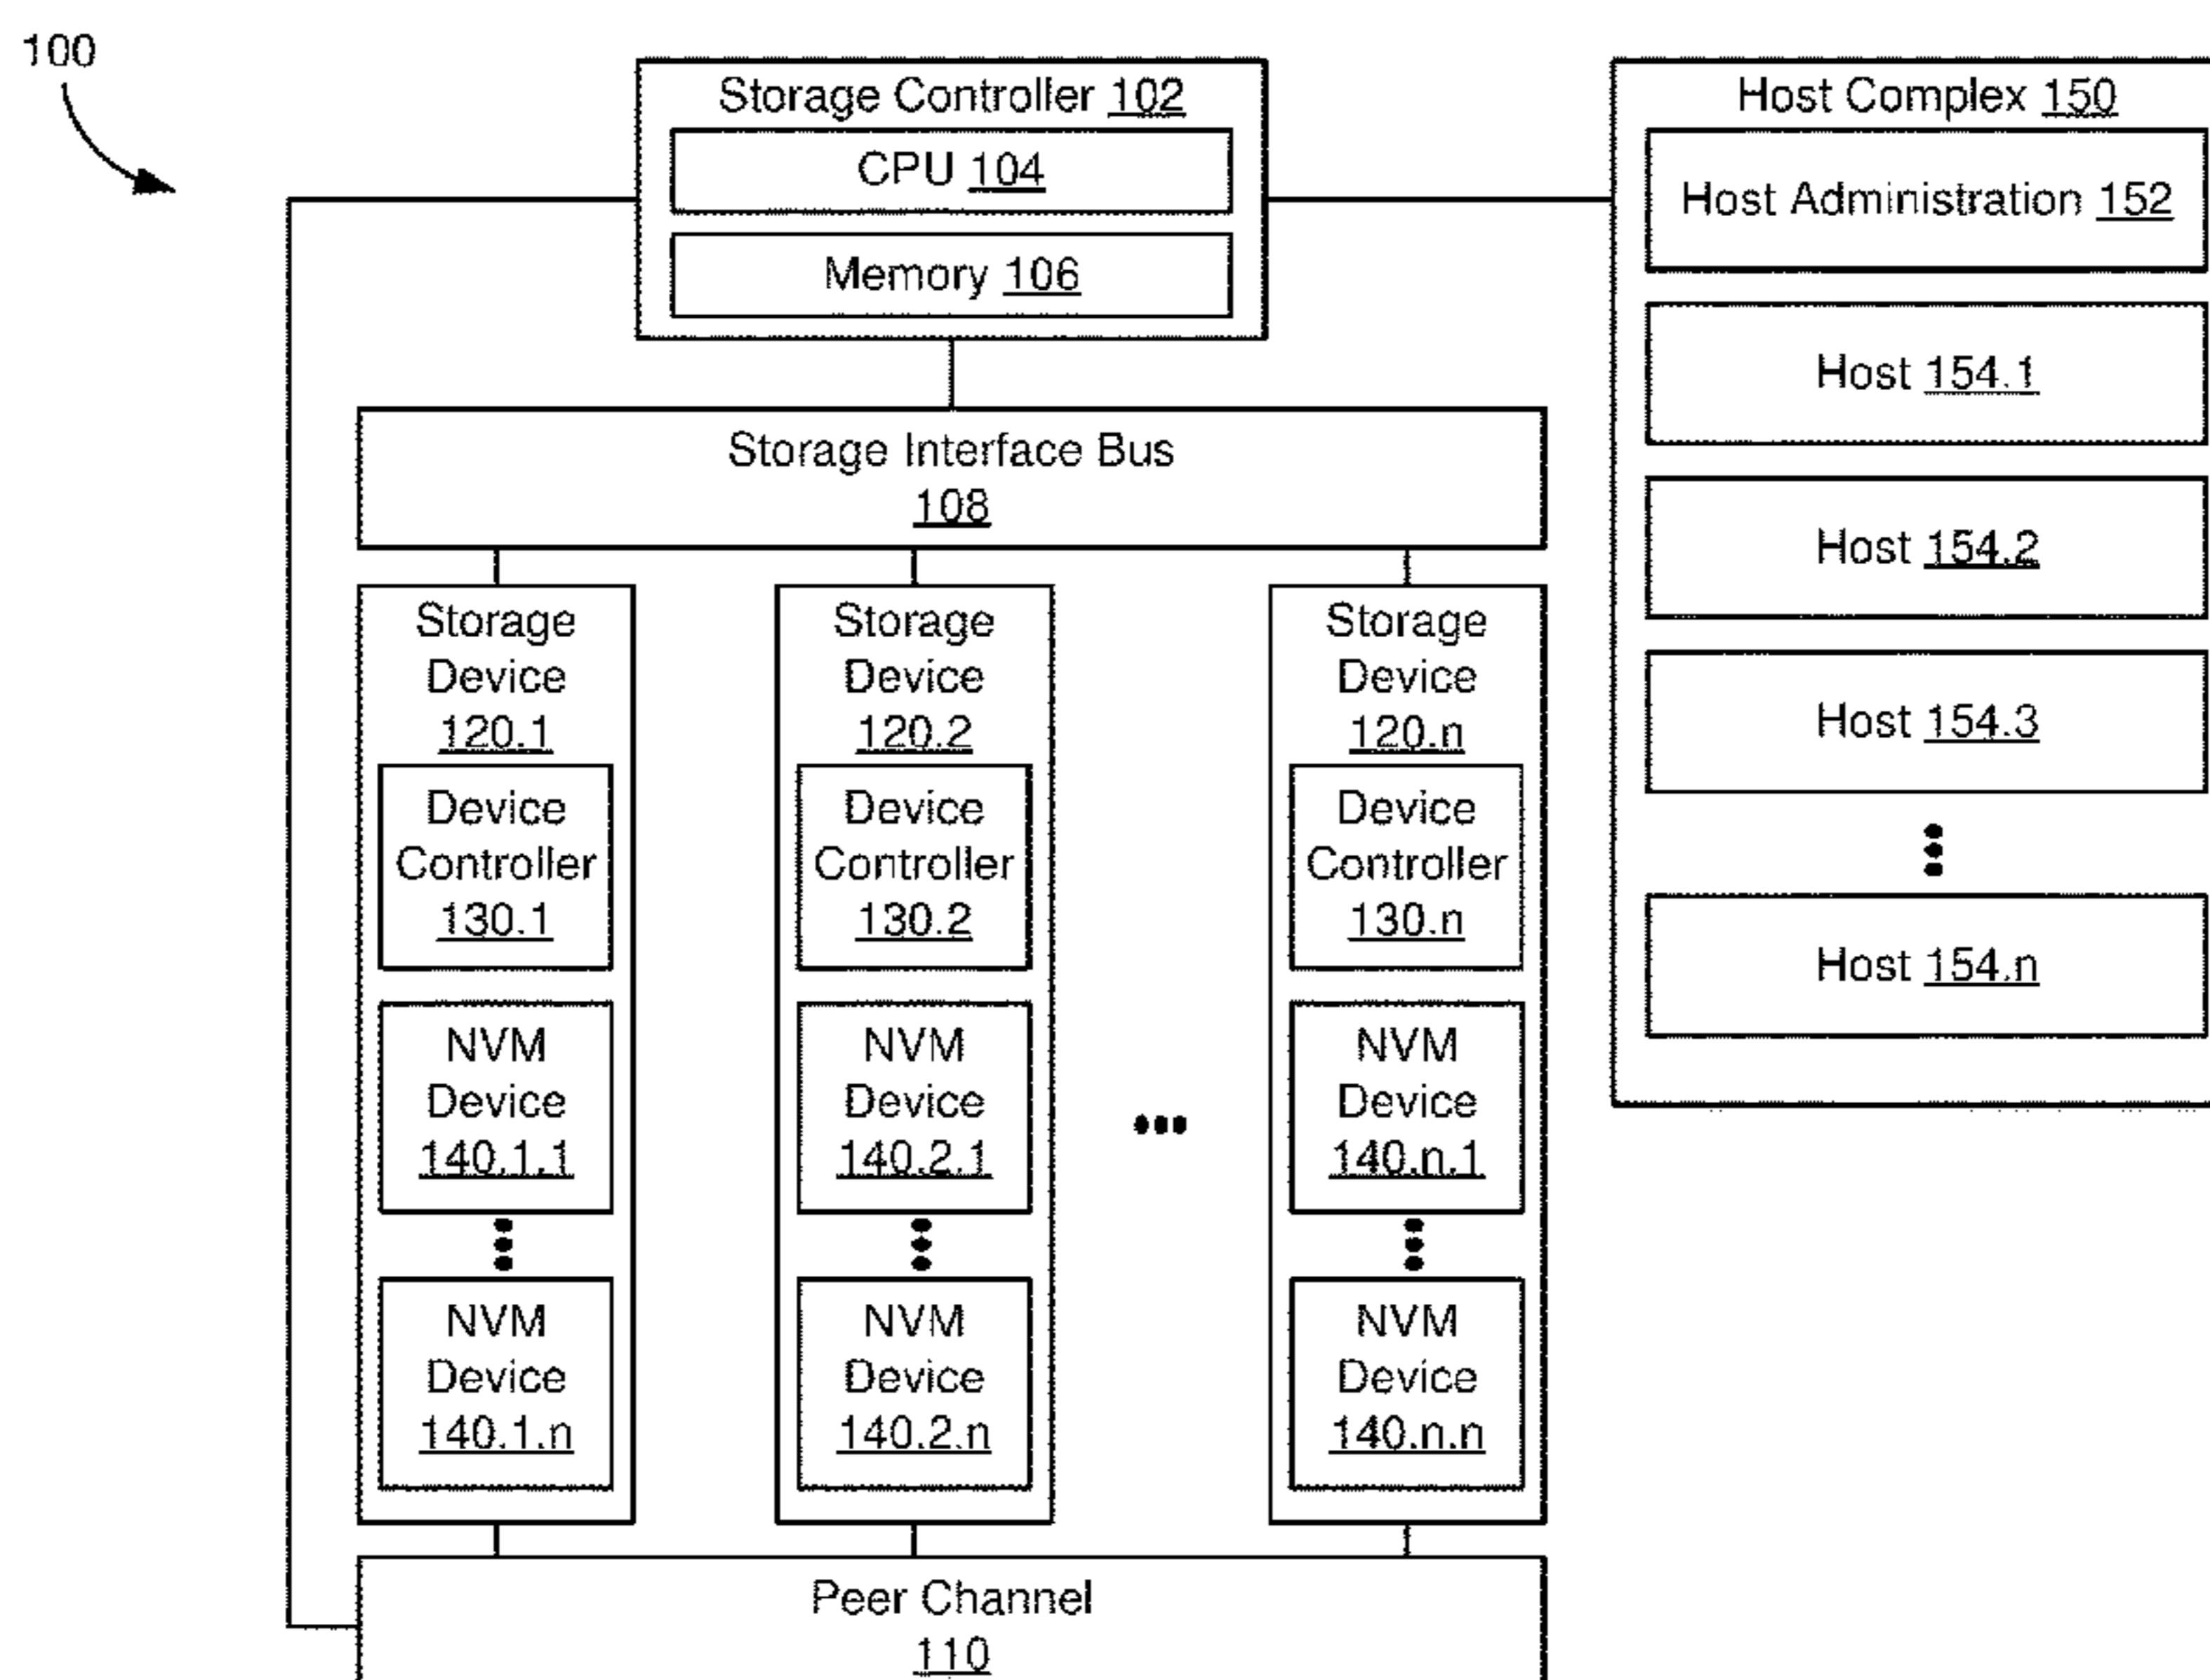 100
Storage Controller 102
CPU 104
Memory 106
Storage Interface Bus
108
Storage
Device
120.1
Device
Controller
130.1
NVM
Device
140.1.1
NVM
Device
140.1.n
Storage
Device
120.2
Device
Controller
130.2
NVM
Device
140.2.1
NVM
Device
140.2.n
Storage
Device
120.n
Device
Controller
130.n
NVM
Device
140.n.1
NVM
Device
140.n.n
Peer Channel
110
Host Complex 150
Host Administration 152
Host 154.1
Host 154.2
Host 154.3
Host 154.n